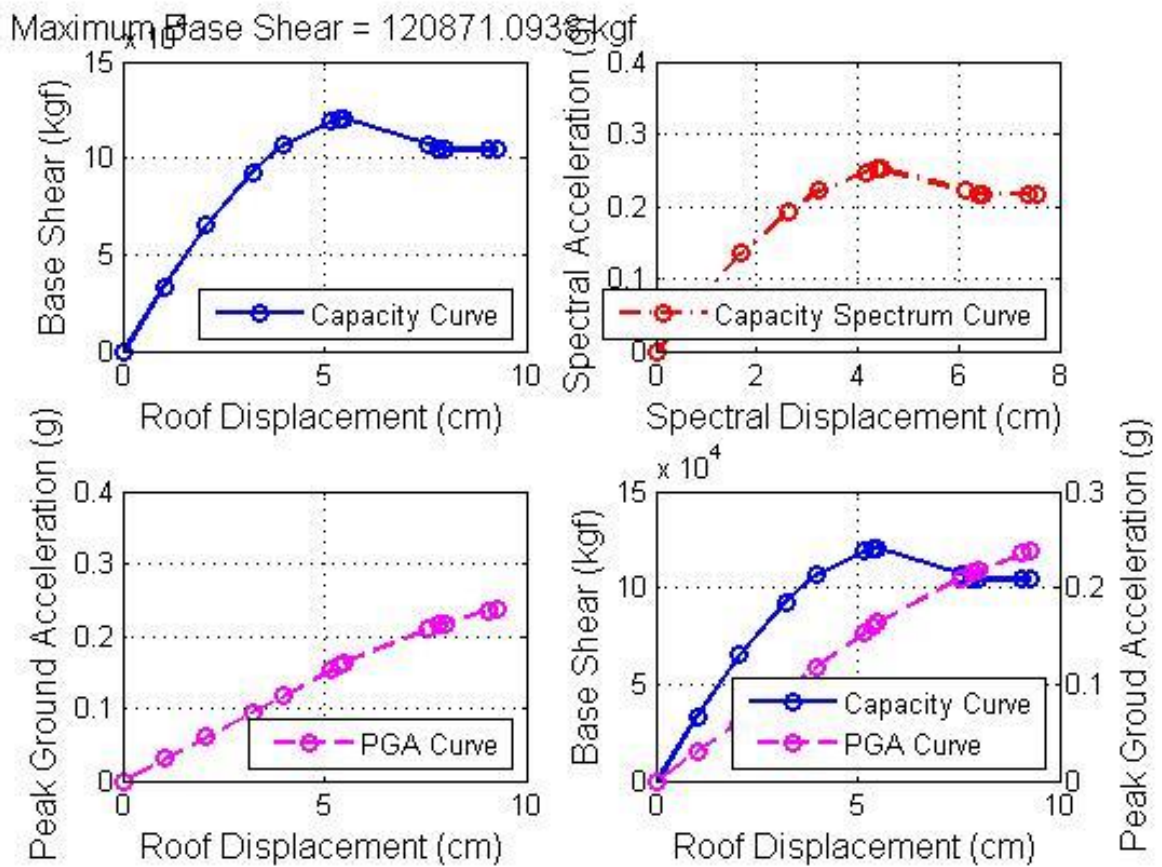 Maximum Base Shear = 120871.0938 kgf
Base Shear (kgf)
15
10
5
0
0 5 10
Capacity Curve
Roof Displacement (cm)
Spectral Acceleration (g)
0.4
0.3
0.2
0.1
0
0 2 4 6 8
Capacity Spectrum Curve
Spectral Displacement (cm)
Peak Ground Acceleration (g)
0.4
0.3
0.2
0.1
0
0 5 10
PGA Curve
Roof Displacement (cm)
x 10^4
Base Shear (kgf)
15
10
5
0
0 5 10
0.3
0.2
0.1
0
Peak Groud Acceleration (g)
Capacity Curve
PGA Curve
Roof Displacement (cm)